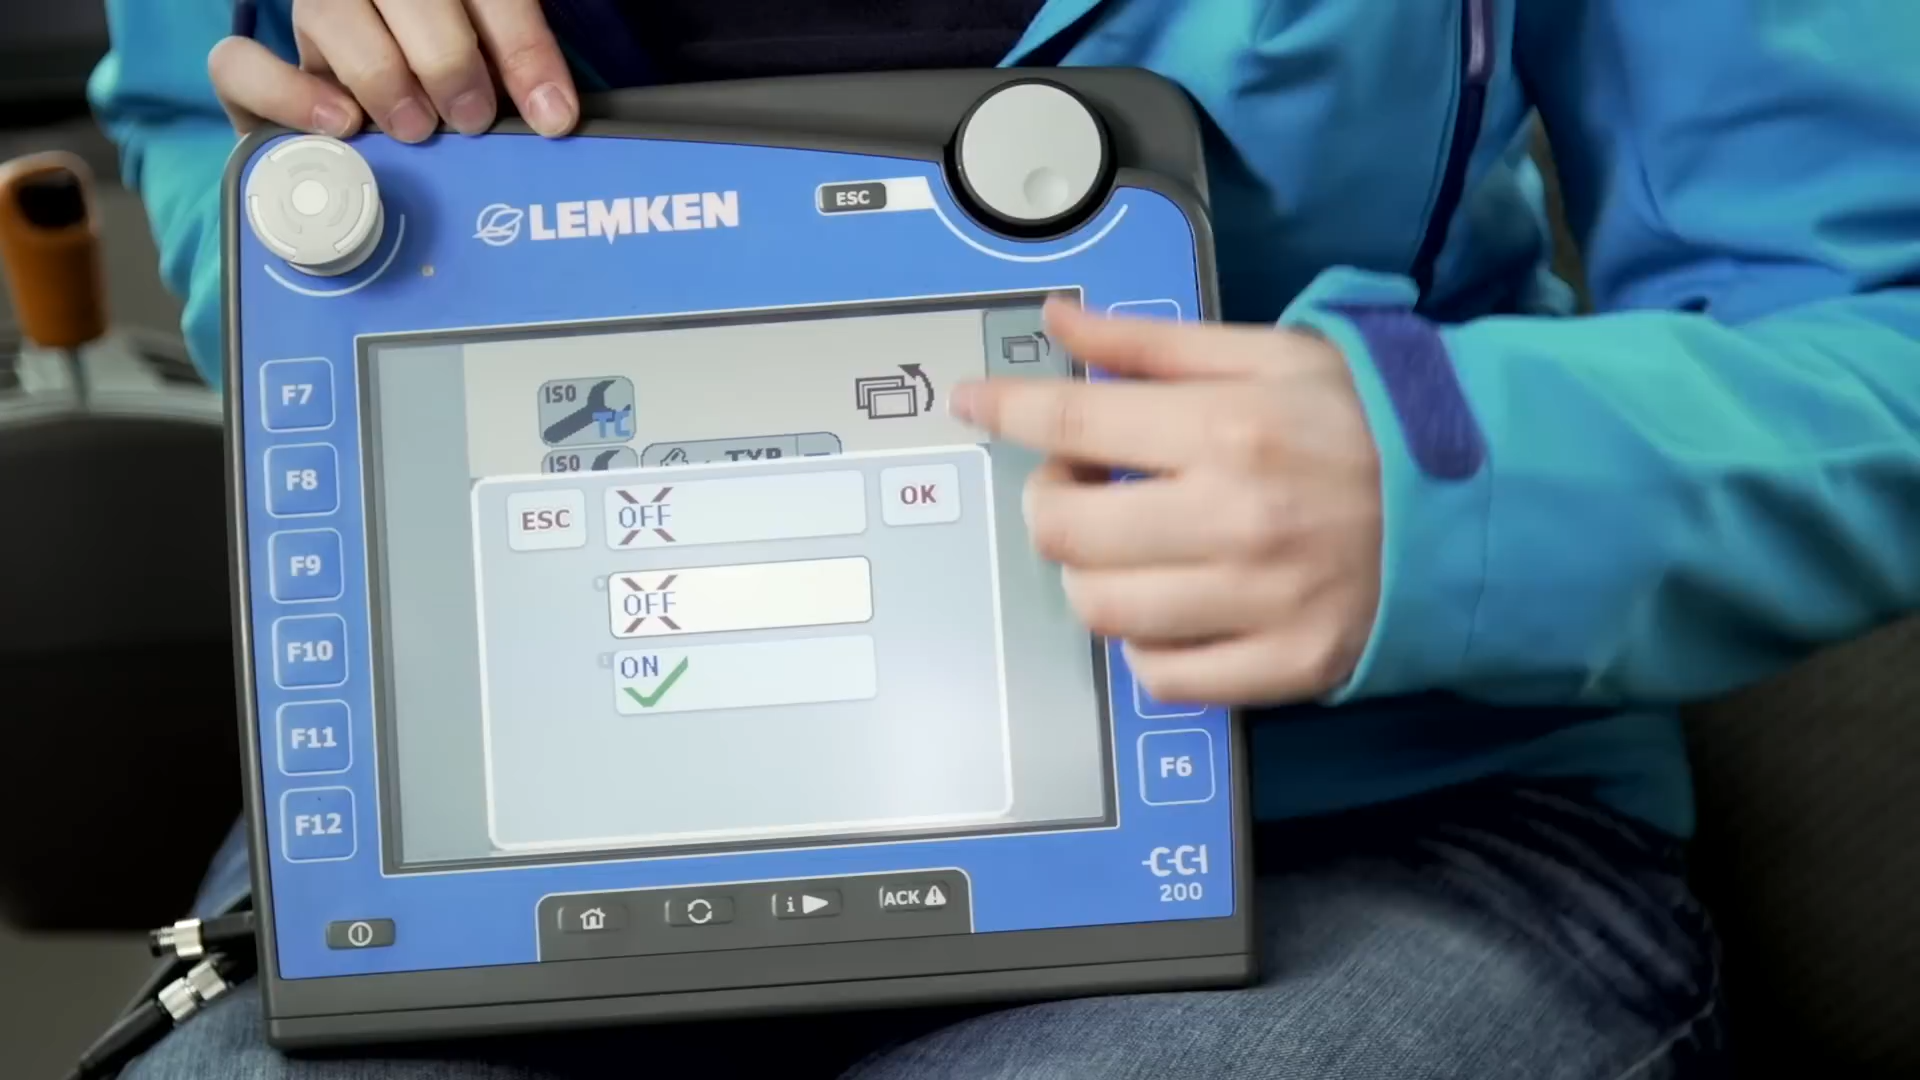 LEMKEN
ESC
F7
F8
F9
F10
F11
F12
ISO
TC
ISO
TYP
ESC
OFF
OK
OFF
ON
F6
CCI
200
i
ACK